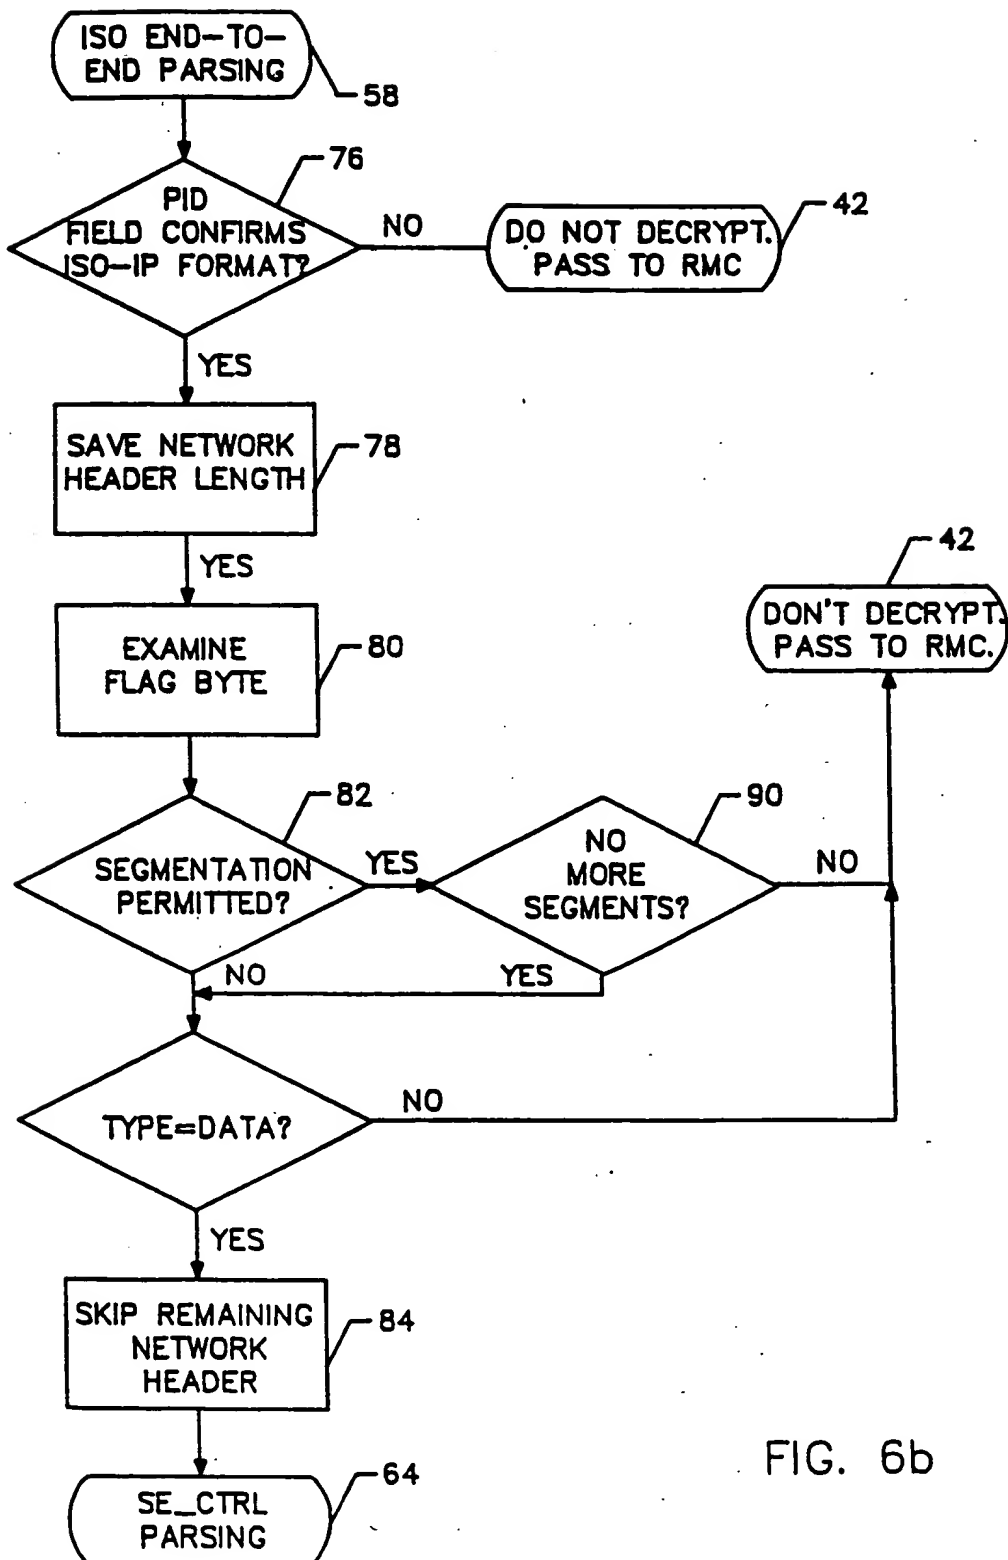 ISO END-TO-
END PARSING
58
76
PID
FIELD CONFIRMS
ISO-IP FORMAT?
NO
42
DO NOT DECRYPT.
PASS TO RMC
YES
SAVE NETWORK
HEADER LENGTH
78
YES
42
DON'T DECRYPT.
PASS TO RMC.
EXAMINE
FLAG BYTE
80
82
SEGMENTATION
PERMITTED?
YES
90
NO
MORE
SEGMENTS?
NO
NO
YES
TYPE=DATA?
NO
YES
SKIP REMAINING
NETWORK
HEADER
84
SE_CTRL
PARSING
64
FIG. 6b